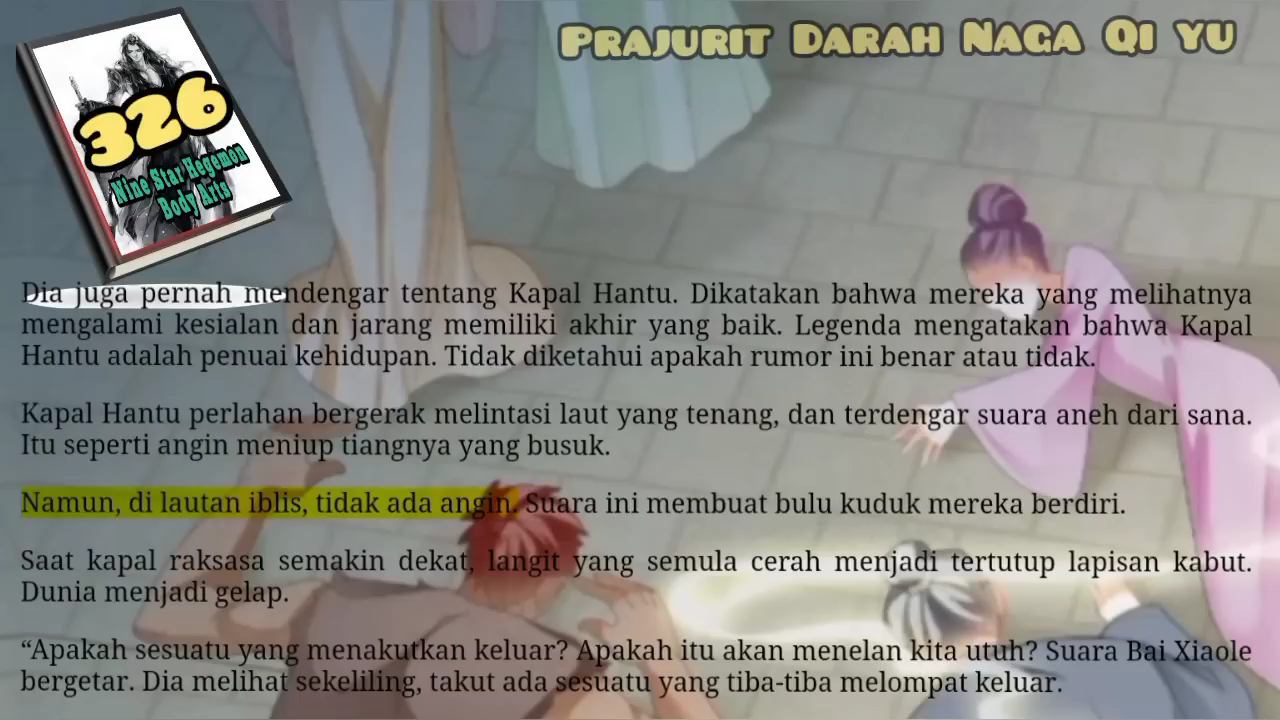 Prajurit Darah Naga Qi yu
326
Nine Star Hegemon
Body Arts
Dia juga pernah mendengar tentang Kapal Hantu. Dikatakan bahwa mereka yang melihatnya
mengalami kesialan dan jarang memiliki akhir yang baik. Legenda mengatakan bahwa Kapal
Hantu adalah penuai kehidupan. Tidak diketahui apakah rumor ini benar atau tidak.
Kapal Hantu perlahan bergerak melintasi laut yang tenang, dan terdengar suara aneh dari sana.
Itu seperti angin meniup tiangnya yang busuk.
Namun, di lautan iblis, tidak ada angin. Suara ini membuat bulu kuduk mereka berdiri.
Saat kapal raksasa semakin dekat, langit yang semula cerah menjadi tertutup lapisan kabut.
Dunia menjadi gelap.
“Apakah sesuatu yang menakutkan keluar? Apakah itu akan menelan kita utuh? Suara Bai Xiaole
bergetar. Dia melihat sekeliling, takut ada sesuatu yang tiba-tiba melompat keluar.